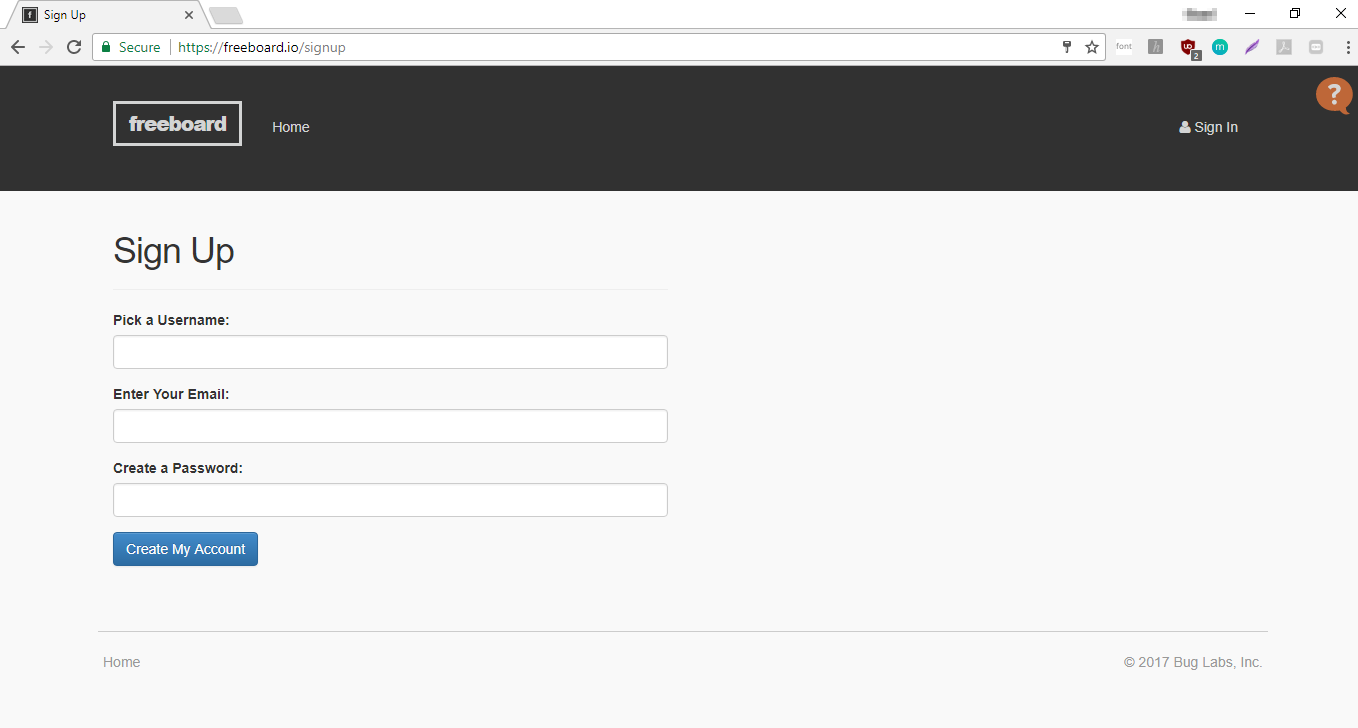 Sign Up
Secure https://freeboard.io/signup
font
h
2
m
freeboard
Home
Sign In
?
Sign Up
Pick a Username:
Enter Your Email:
Create a Password:
Create My Account
Home
© 2017 Bug Labs, Inc.